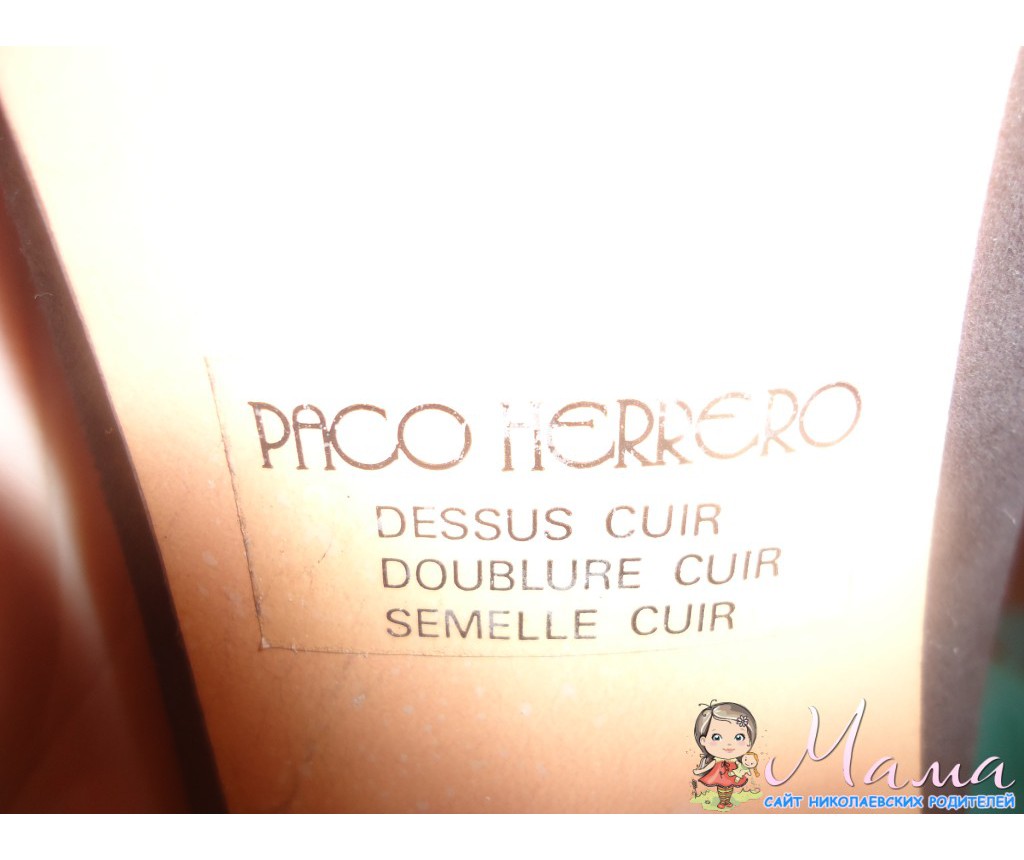 PACO HERRERO
DESSUS CUIR
DOUBLURE CUIR
SEMELLE CUIR
Мама
САЙТ НИКОЛАЕВСКИХ РОДИТЕЛЕЙ